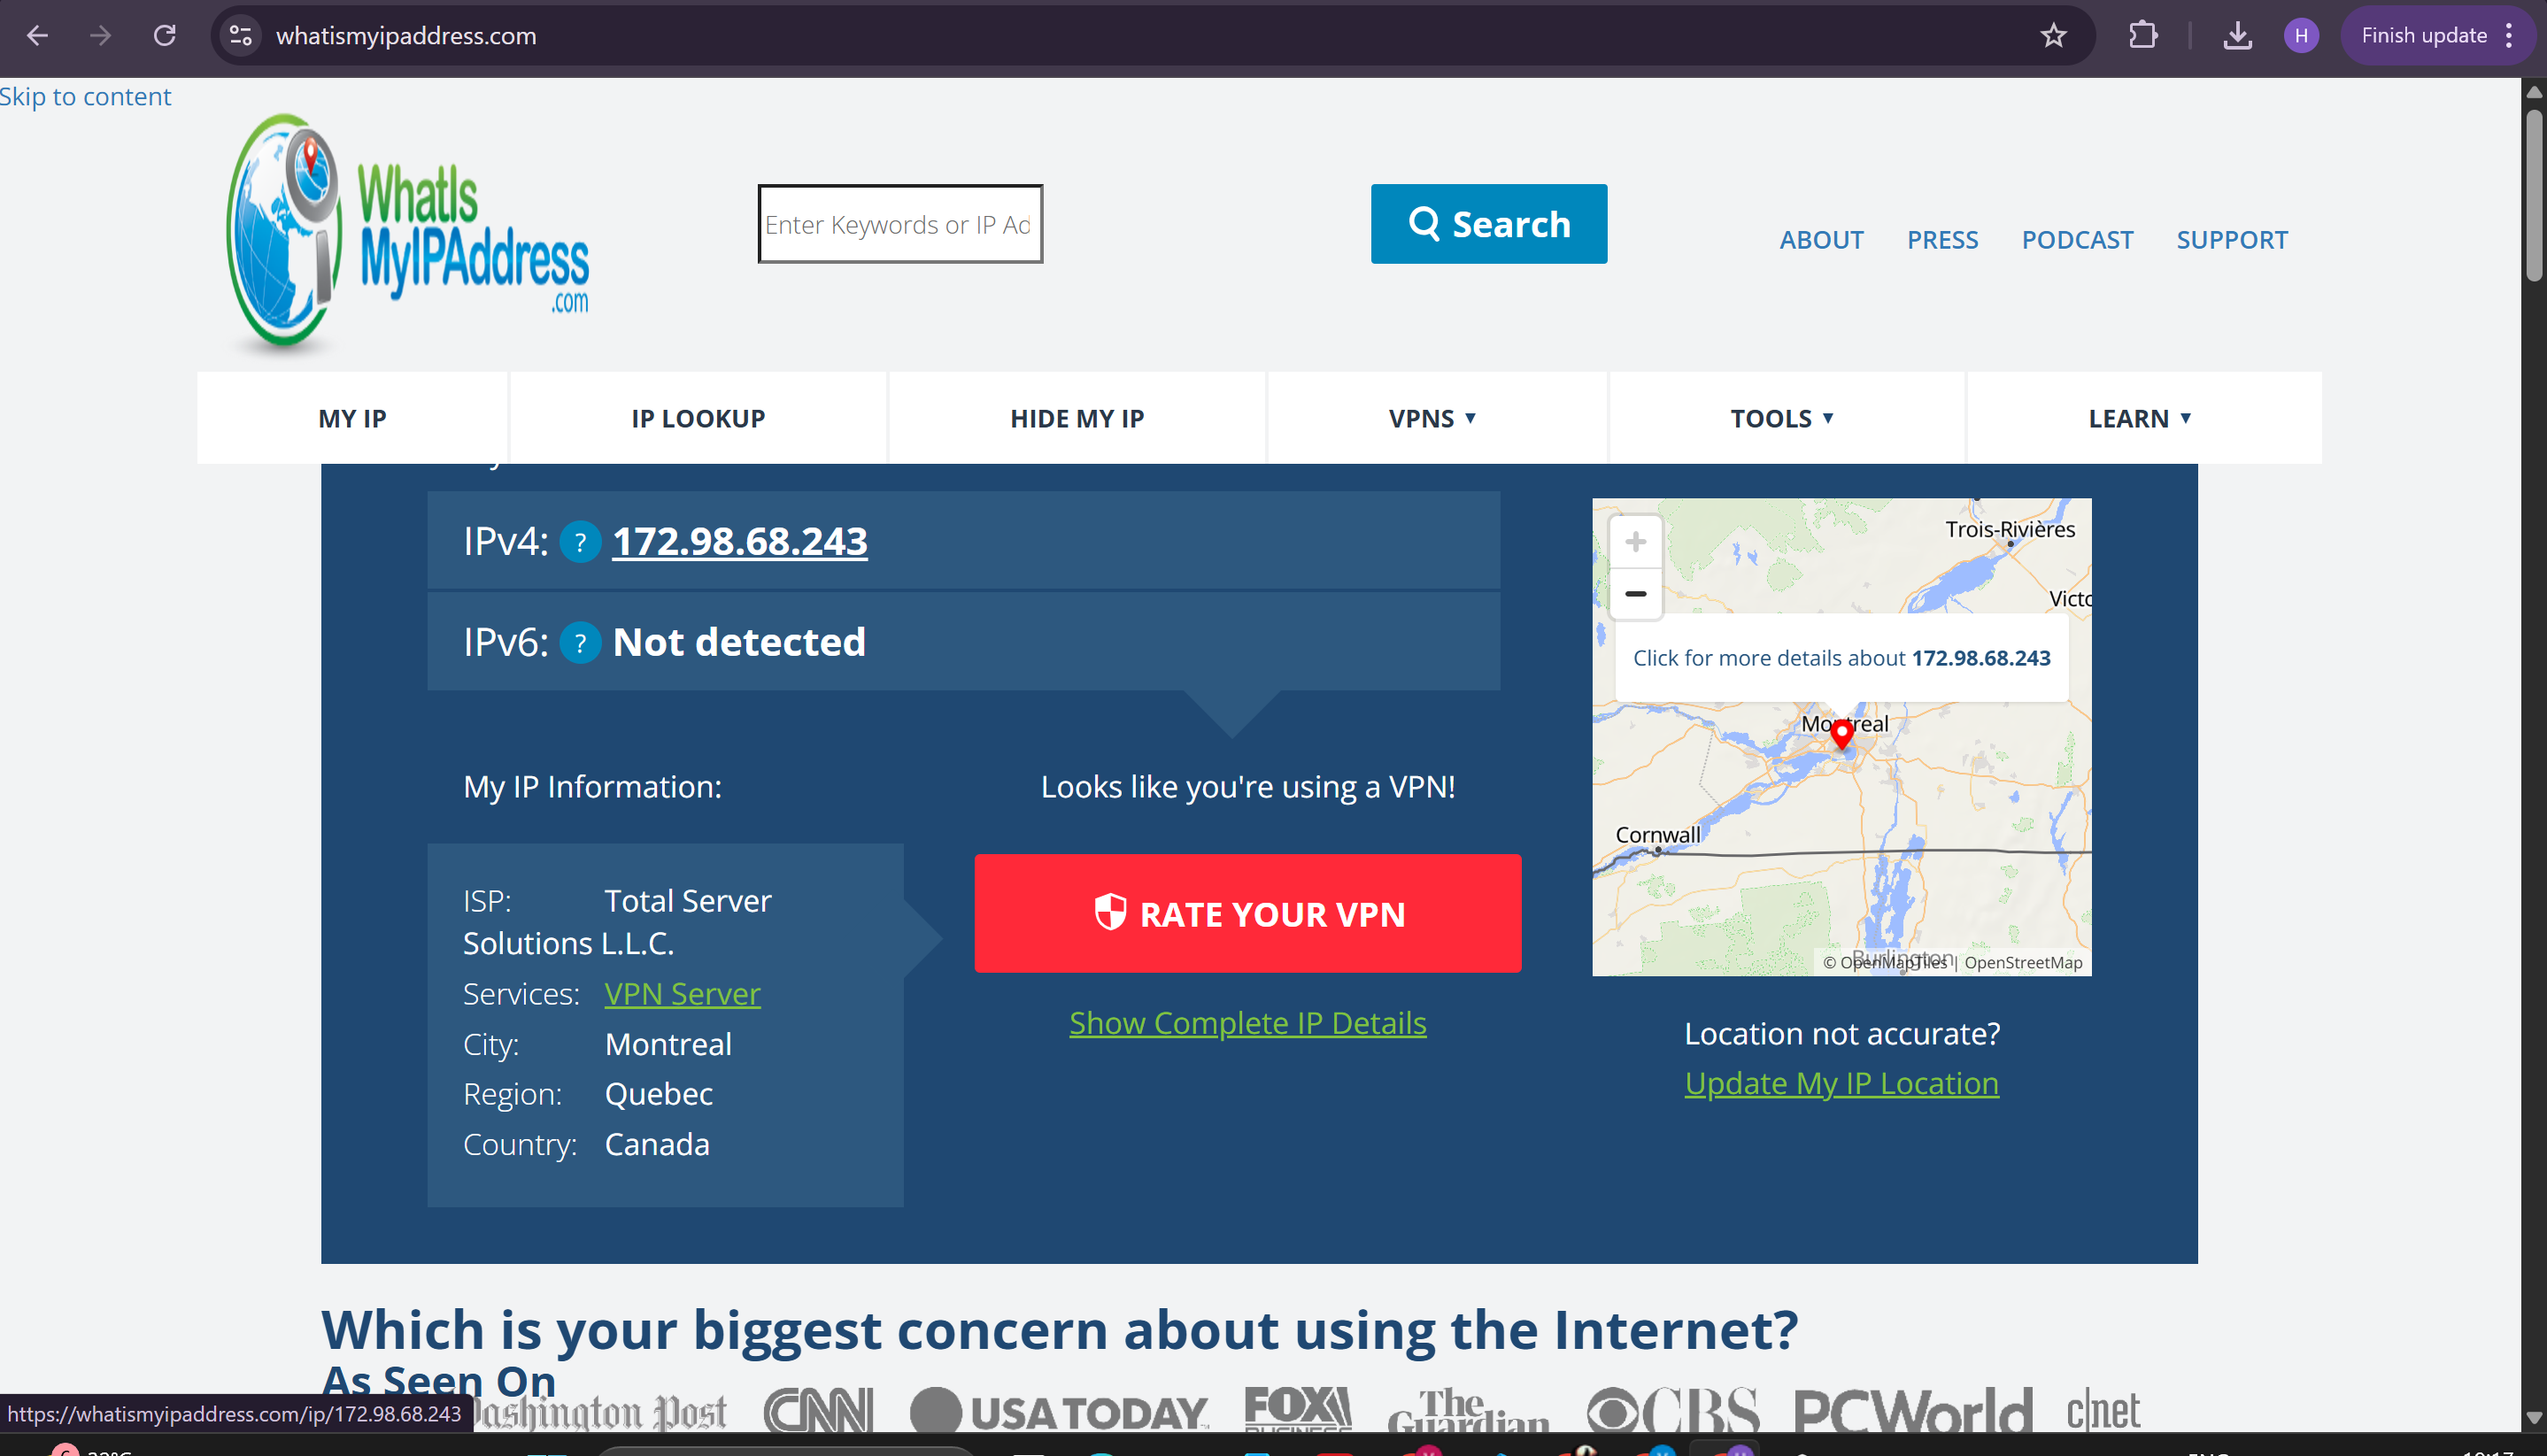 whatismyipaddress.com
H
Finish update
Skip to content
WhatIs
MyIPAddress
.com
Enter Keywords or IP Ad
Search
ABOUT PRESS PODCAST SUPPORT
MY IP IP LOOKUP HIDE MY IP VPNS ▼ TOOLS ▼ LEARN ▼
IPv4: ? 172.98.68.243
IPv6: ? Not detected
My IP Information:
ISP: Total Server
Solutions L.L.C.
Services: VPN Server
City: Montreal
Region: Quebec
Country: Canada
Looks like you're using a VPN!
RATE YOUR VPN
Show Complete IP Details
Trois-Rivières
Victo
+
−
Click for more details about 172.98.68.243
Montreal
Cornwall
Burlington
© OpenMapTiles | OpenStreetMap
Location not accurate?
Update My IP Location
Which is your biggest concern about using the Internet?
As Seen On
Washington Post CNN USA TODAY FOX BUSINESS The Guardian CBS PCWorld c|net
https://whatismyipaddress.com/ip/172.98.68.243